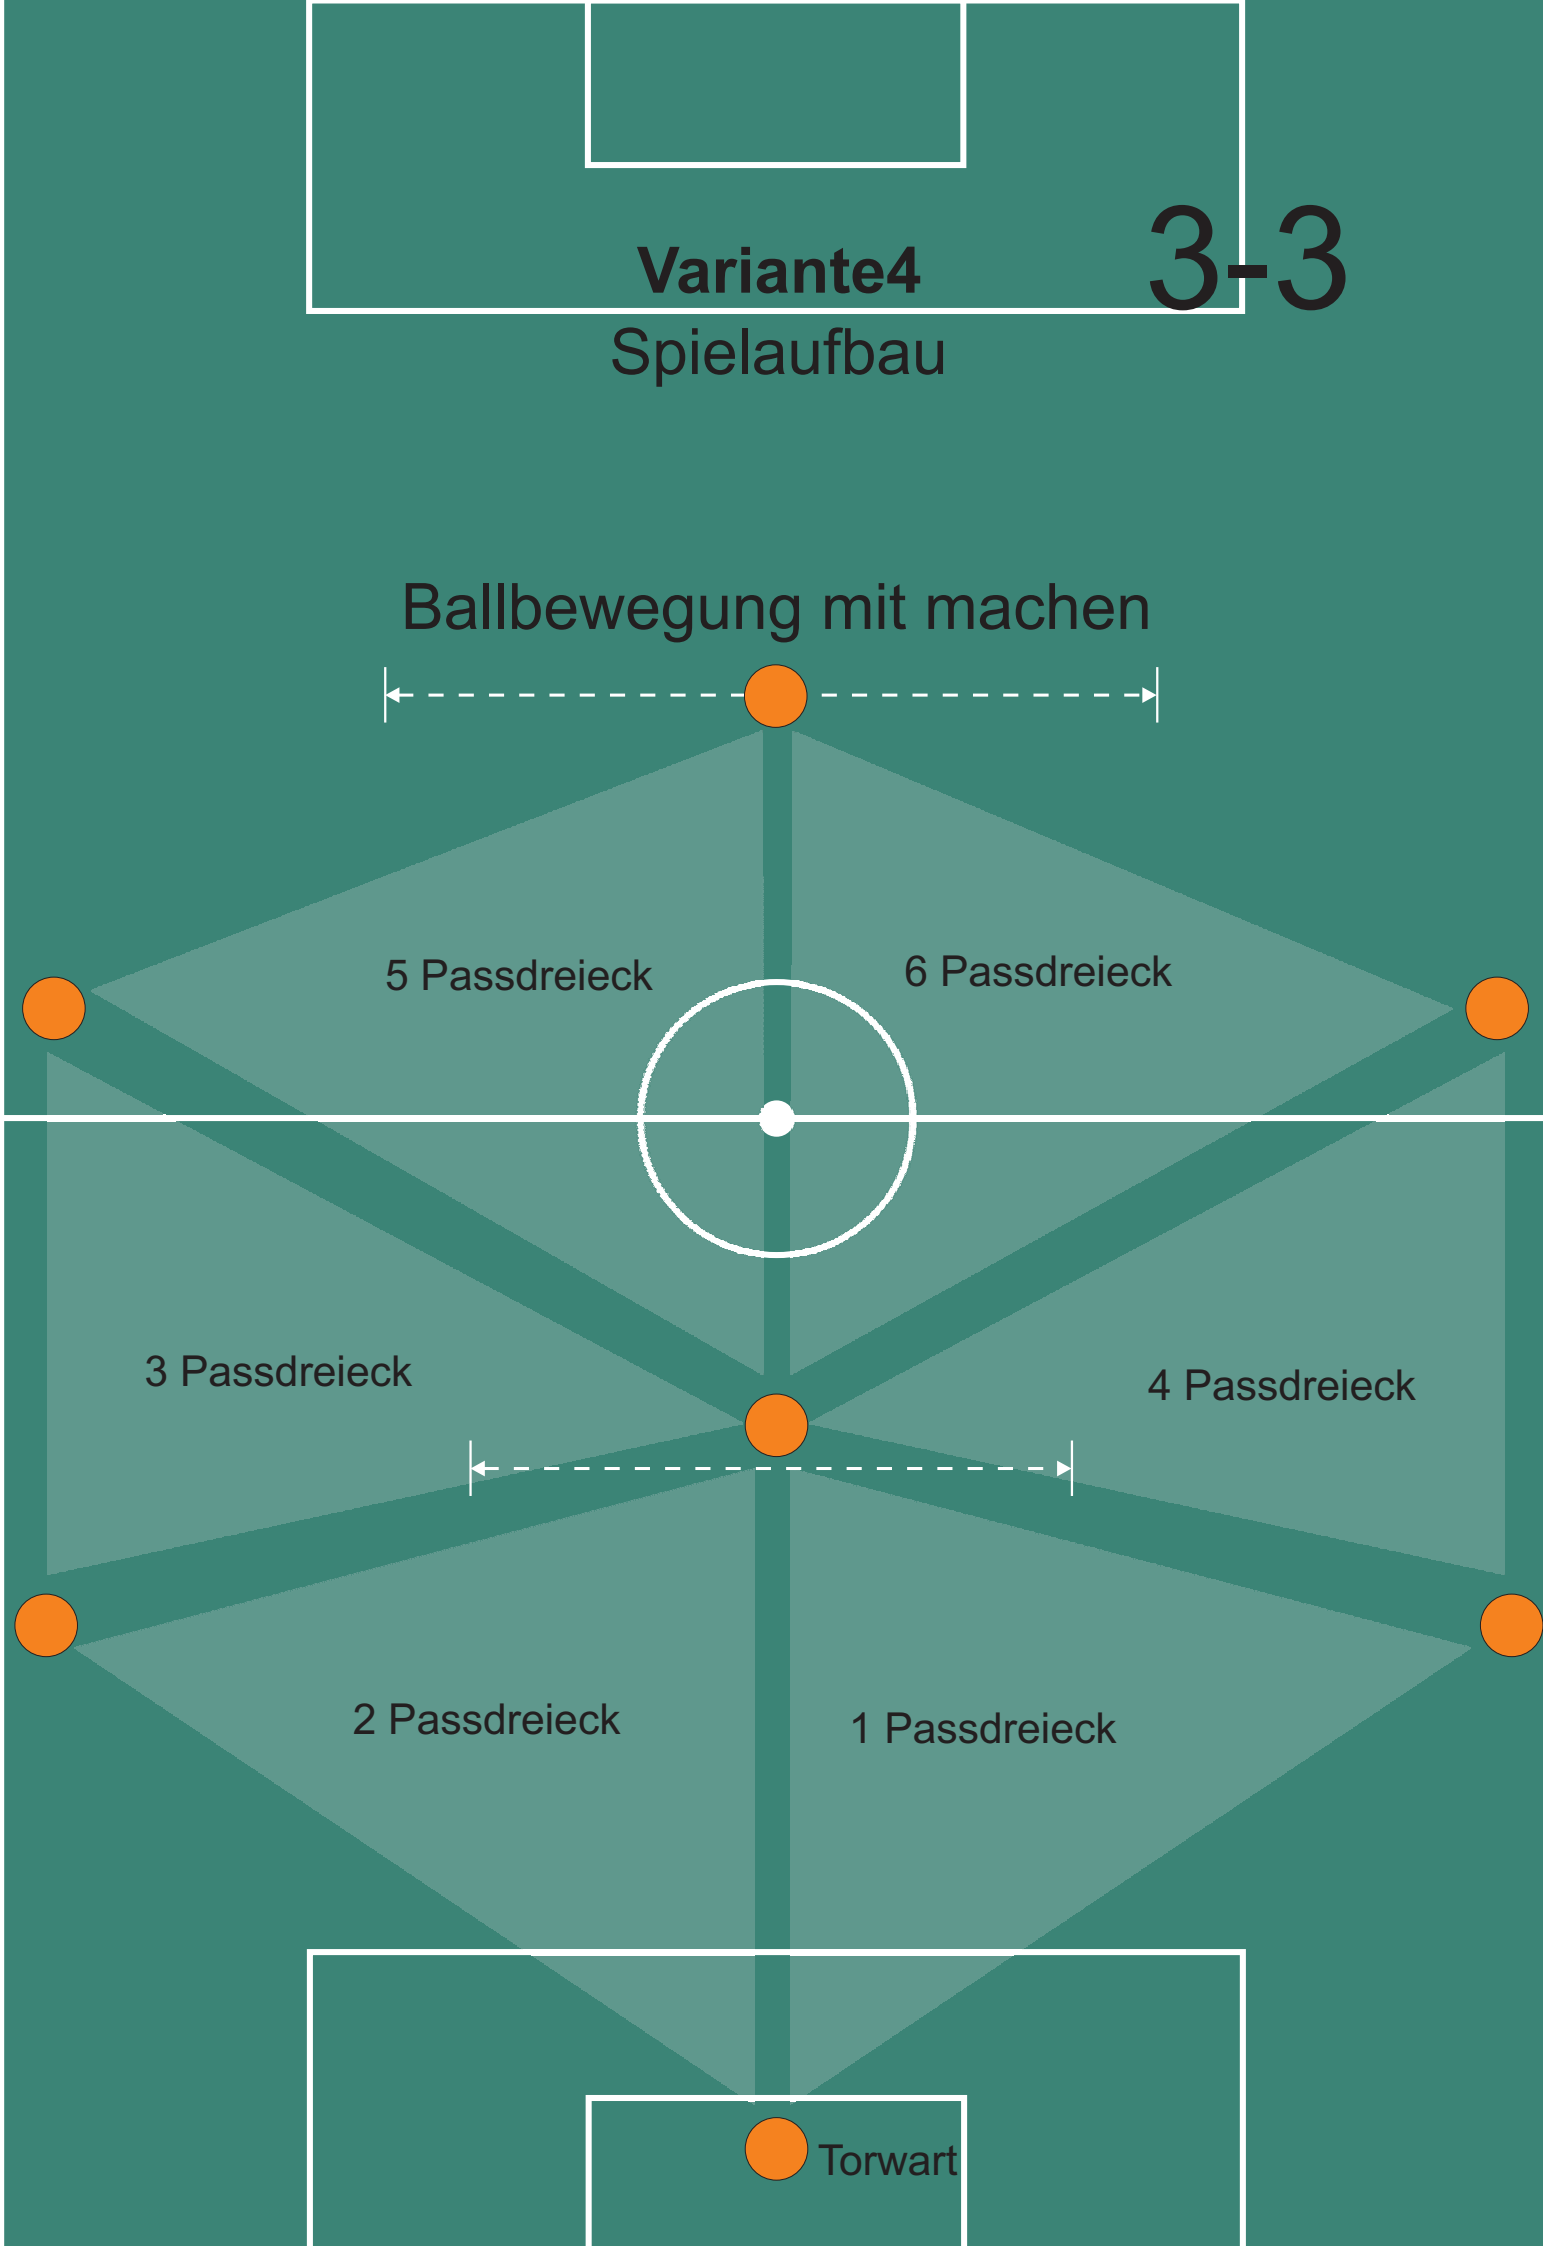 3-3
Variante4
Spielaufbau
Ballbewegung mit machen
5 Passdreieck
6 Passdreieck
3 Passdreieck
4 Passdreieck
2 Passdreieck
1 Passdreieck
Torwart